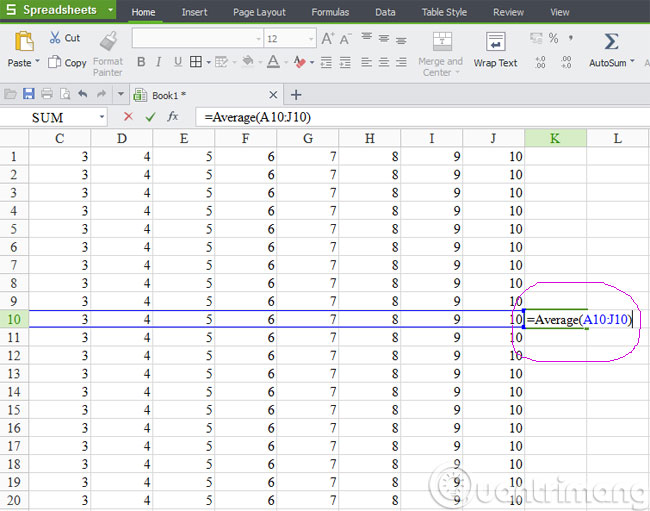 S Spreadsheets Home Insert Page Layout Formulas Data Table Style Review View
Cut 12 A+ A- %
Paste Copy Format Painter B I U A Merge and Center Wrap Text +.0 .00 .00 +.0 AutoSum
Book1 *
SUM fx =Average(A10:J10)
C D E F G H I J K L
1 3 4 5 6 7 8 9 10
2 3 4 5 6 7 8 9 10
3 3 4 5 6 7 8 9 10
4 3 4 5 6 7 8 9 10
5 3 4 5 6 7 8 9 10
6 3 4 5 6 7 8 9 10
7 3 4 5 6 7 8 9 10
8 3 4 5 6 7 8 9 10
9 3 4 5 6 7 8 9 10
10 3 4 5 6 7 8 9 10 =Average(A10:J10)
11 3 4 5 6 7 8 9 10
12 3 4 5 6 7 8 9 10
13 3 4 5 6 7 8 9 10
14 3 4 5 6 7 8 9 10
15 3 4 5 6 7 8 9 10
16 3 4 5 6 7 8 9 10
17 3 4 5 6 7 8 9 10
18 3 4 5 6 7 8 9 10
19 3 4 5 6 7 8 9 10
20 3 4 5 6 7 8 9 10
Quantrimang